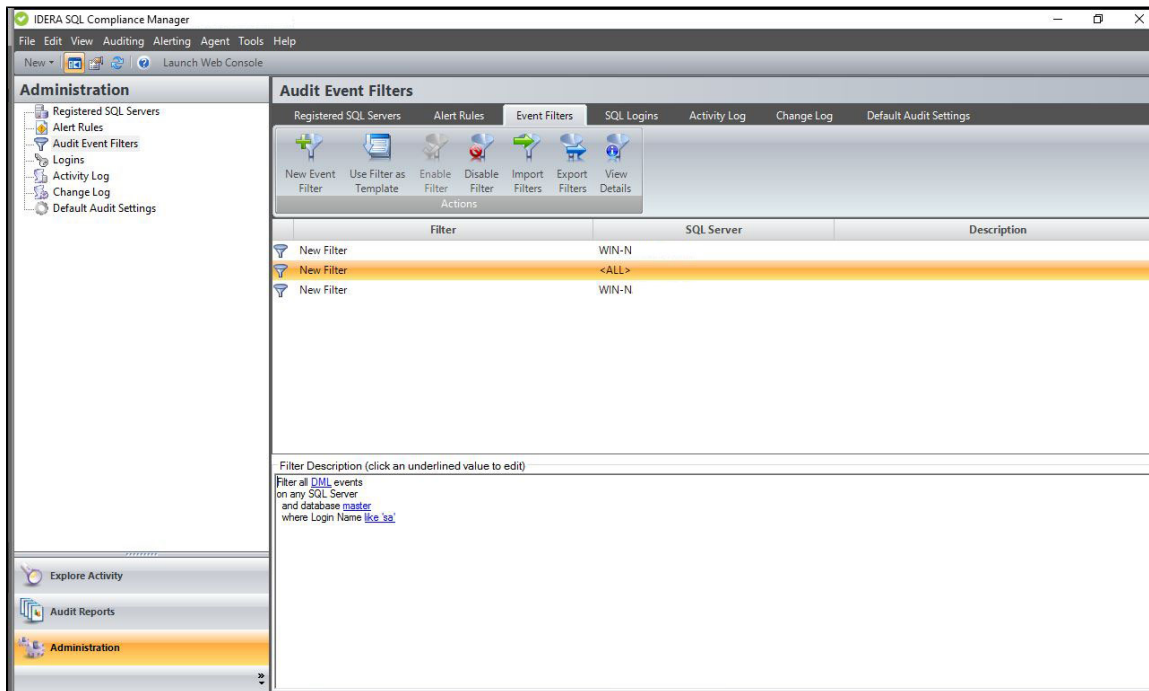 IDERA SQL Compliance Manager
File Edit View Auditing Alerting Agent Tools Help
New Launch Web Console
Administration
Registered SQL Servers
Alert Rules
Audit Event Filters
Logins
Activity Log
Change Log
Default Audit Settings
Explore Activity
Audit Reports
Administration
Audit Event Filters
Registered SQL Servers Alert Rules Event Filters SQL Logins Activity Log Change Log Default Audit Settings
New Event Use Filter as Enable Disable Import Export View
Filter Template Filter Filter Filters Filters Details
Actions
Filter SQL Server Description
New Filter WIN-N
New Filter <ALL>
New Filter WIN-N
Filter Description (click an underlined value to edit)
Filter all DML events
on any SQL Server
and database master
where Login Name like 'sa'